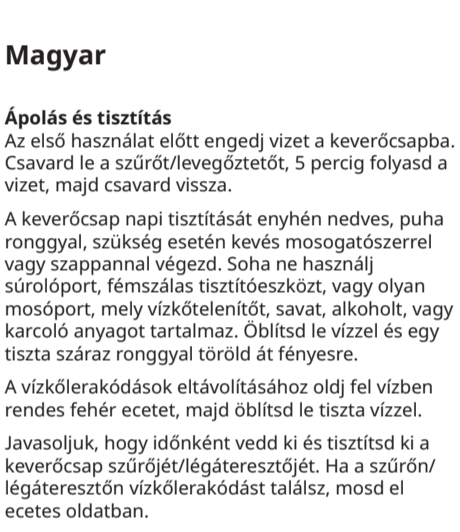 Magyar
Ápolás és tisztítás
Az első használat előtt engedj vizet a keverőcsapba.
Csavard le a szűrőt/levegőztetőt, 5 percig folyasd a
vizet, majd csavard vissza.
A keverőcsap napi tisztítását enyhén nedves, puha
ronggyal, szükség esetén kevés mosogatószerrel
vagy szappannal végezd. Soha ne használj
súrolóport, fémszálas tisztítóeszközt, vagy olyan
mosóport, mely vízkőtelenítőt, savat, alkoholt, vagy
karcoló anyagot tartalmaz. Öblítsd le vízzel és egy
tiszta száraz ronggyal töröld át fényesre.
A vízkőlerakódások eltávolításához oldj fel vízben
rendes fehér ecetet, majd öblítsd le tiszta vízzel.
Javasoljuk, hogy időnként vedd ki és tisztítsd ki a
keverőcsap szűrőjét/légáteresztőjét. Ha a szűrőn/
légáteresztőn vízkőlerakódást találsz, mosd el
ecetes oldatban.